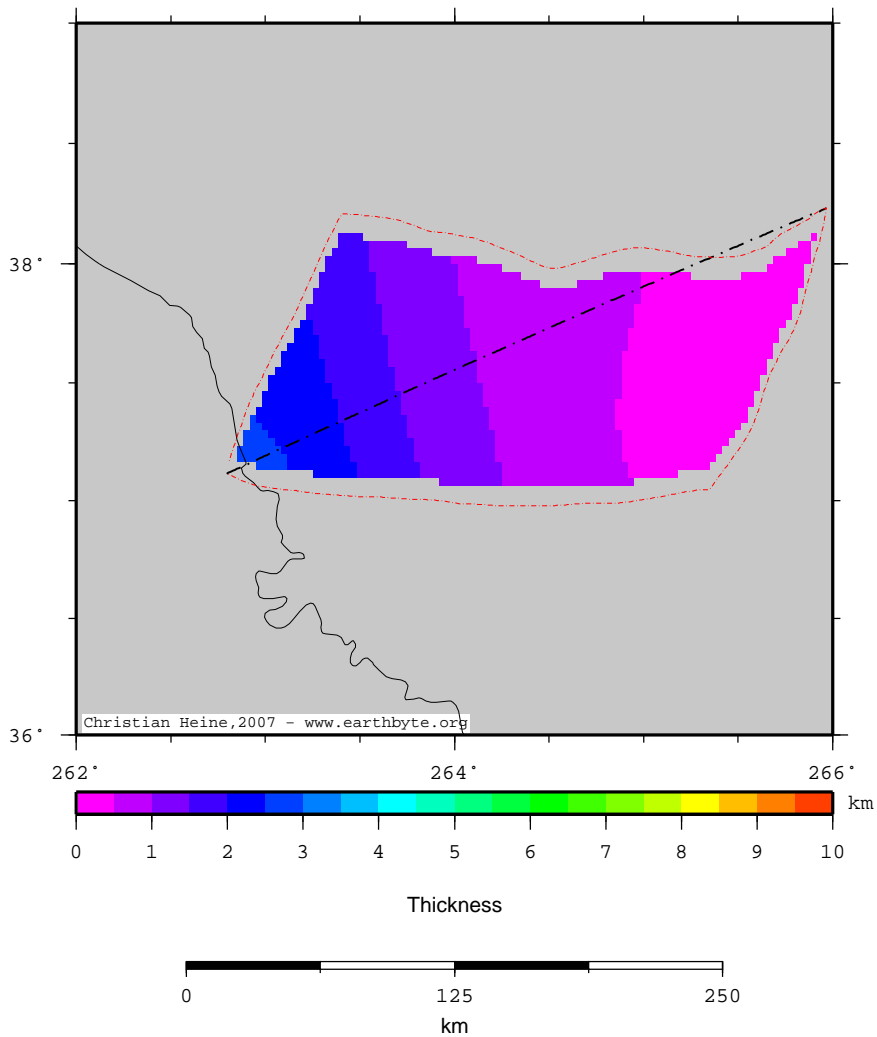 38°
Christian Heine,2007 - www.earthbyte.org
36°
262° 264° 266°
km
0 1 2 3 4 5 6 7 8 9 10
Thickness
0 125 250
km